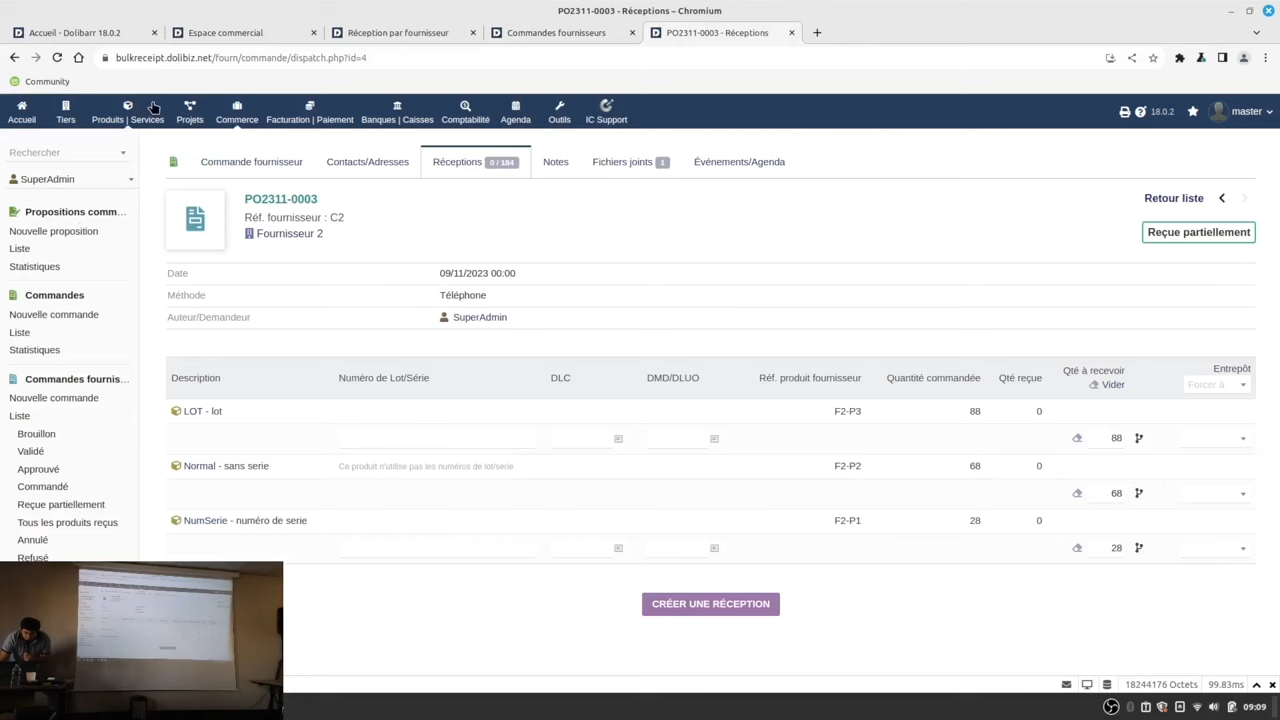 PO2311-0003 - Réceptions – Chromium
Accueil - Dolibarr 18.0.2
Espace commercial
Réception par fournisseur
Commandes fournisseurs
PO2311-0003 - Réceptions
bulkreceipt.dolibiz.net/fourn/commande/dispatch.php?id=4
Community
Accueil
Tiers
Produits | Services
Projets
Commerce
Facturation | Paiement
Banques | Caisses
Comptabilité
Agenda
Outils
IC Support
18.0.2
master
Rechercher
SuperAdmin
Propositions comm...
Nouvelle proposition
Liste
Statistiques
Commandes
Nouvelle commande
Liste
Statistiques
Commandes fournis...
Nouvelle commande
Liste
Brouillon
Validé
Approuvé
Commandé
Reçue partiellement
Tous les produits reçus
Annulé
Refusé
Commande fournisseur
Contacts/Adresses
Réceptions 0 / 184
Notes
Fichiers joints 1
Événements/Agenda
PO2311-0003
Réf. fournisseur : C2
Fournisseur 2
Retour liste
Reçue partiellement
Date 09/11/2023 00:00
Méthode Téléphone
Auteur/Demandeur SuperAdmin
Description Numéro de Lot/Série DLC DMD/DLUO Réf. produit fournisseur Quantité commandée Qté reçue Qté à recevoir Entrepôt
Vider Forcer à
LOT - lot F2-P3 88 0
88
Normal - sans serie Ce produit n'utilise pas les numéros de lot/série F2-P2 68 0
68
NumSerie - numéro de serie F2-P1 28 0
28
CRÉER UNE RÉCEPTION
18244176 Octets 99.83ms
09:09